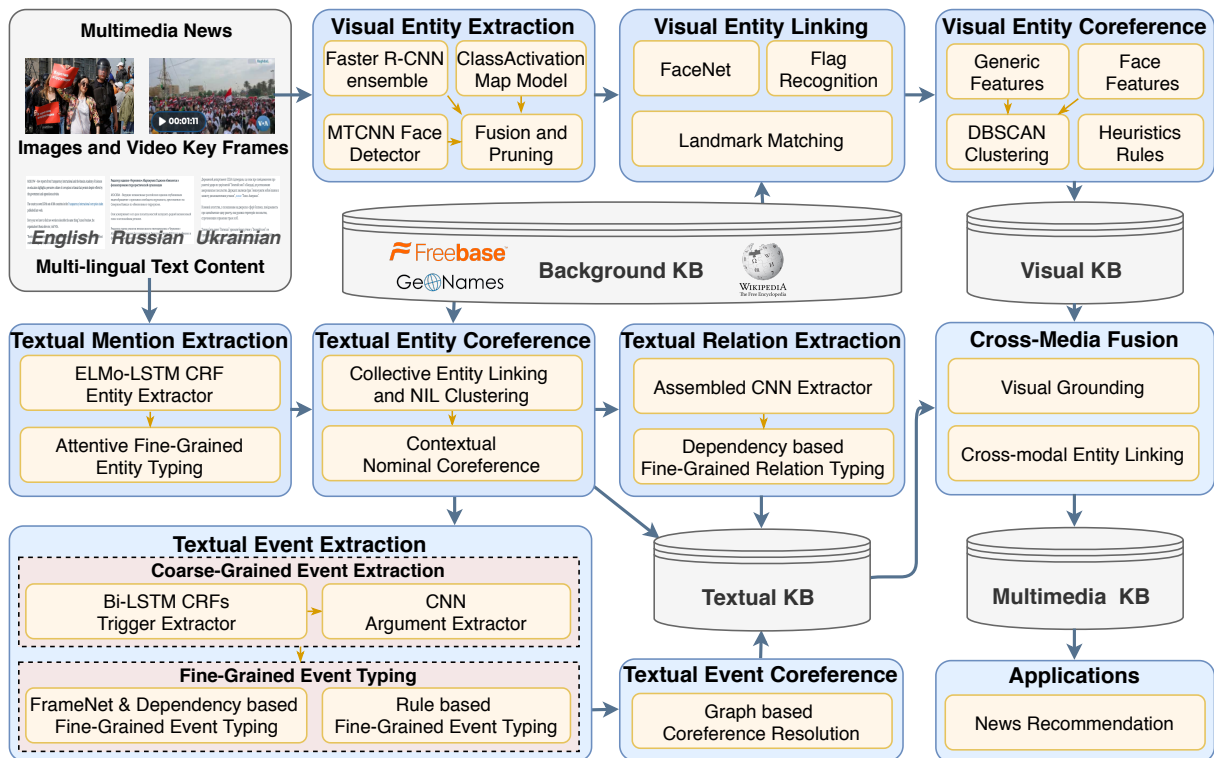 Multimedia News
00:01:11
VOA
Images and Video Key Frames
English Russian Ukrainian
Multi-lingual Text Content
Visual Entity Extraction
Faster R-CNN
ensemble
ClassActivation
Map Model
MTCNN Face
Detector
Fusion and
Pruning
Visual Entity Linking
FaceNet
Flag
Recognition
Landmark Matching
Visual Entity Coreference
Generic
Features
Face
Features
DBSCAN
Clustering
Heuristics
Rules
Freebase
GeoNames
Background KB
WIKIPEDIA
The Free Encyclopedia
Visual KB
Textual Mention Extraction
ELMo-LSTM CRF
Entity Extractor
Attentive Fine-Grained
Entity Typing
Textual Entity Coreference
Collective Entity Linking
and NIL Clustering
Contextual
Nominal Coreference
Textual Relation Extraction
Assembled CNN Extractor
Dependency based
Fine-Grained Relation Typing
Cross-Media Fusion
Visual Grounding
Cross-modal Entity Linking
Textual Event Extraction
Coarse-Grained Event Extraction
Bi-LSTM CRFs
Trigger Extractor
CNN
Argument Extractor
Fine-Grained Event Typing
FrameNet & Dependency based
Fine-Grained Event Typing
Rule based
Fine-Grained Event Typing
Textual KB
Textual Event Coreference
Graph based
Coreference Resolution
Multimedia KB
Applications
News Recommendation